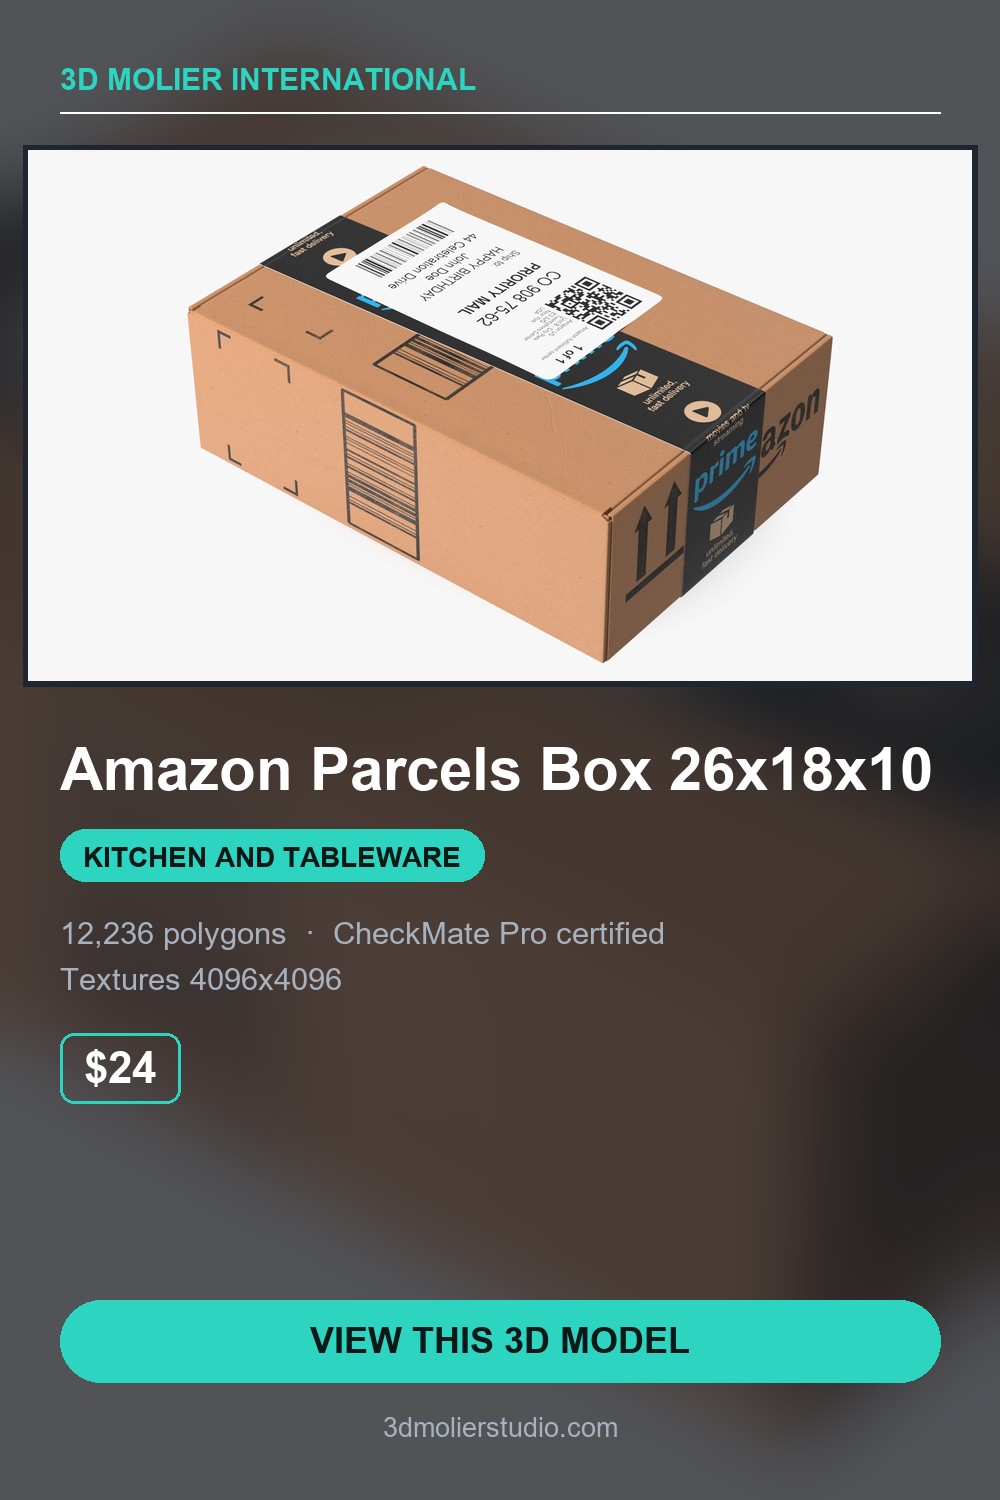 3D MOLIER INTERNATIONAL
unlimited,
fast delivery
44 Celebration Drive
John Doe
HAPPY BIRTHDAY
Ship to:
PRIORITY MAIL
CO 908 75-62
1 of 1
unlimited,
fast delivery
movies and tv
streaming
prime
unlimited,
fast delivery
azon
Amazon Parcels Box 26x18x10
KITCHEN AND TABLEWARE
12,236 polygons · CheckMate Pro certified
Textures 4096x4096
$24
VIEW THIS 3D MODEL
3dmolierstudio.com